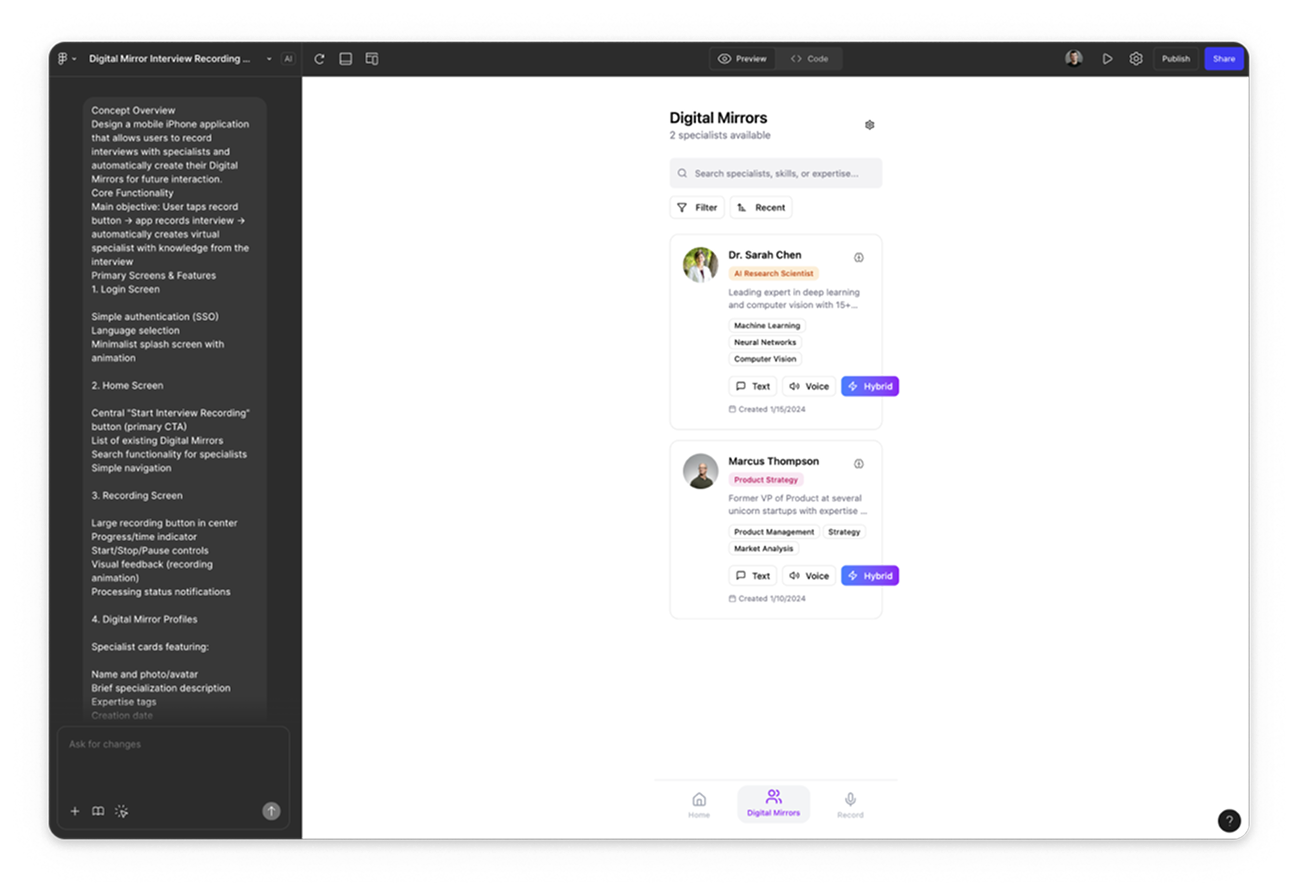 Digital Mirror Interview Recording ...
AI
Preview
Code
Publish
Share
Concept Overview
Design a mobile iPhone application
that allows users to record
interviews with specialists and
automatically create their Digital
Mirrors for future interaction.
Core Functionality
Main objective: User taps record
button → app records interview →
automatically creates virtual
specialist with knowledge from the
interview
Primary Screens & Features
1. Login Screen
Simple authentication (SSO)
Language selection
Minimalist splash screen with
animation
2. Home Screen
Central "Start Interview Recording"
button (primary CTA)
List of existing Digital Mirrors
Search functionality for specialists
Simple navigation
3. Recording Screen
Large recording button in center
Progress/time indicator
Start/Stop/Pause controls
Visual feedback (recording
animation)
Processing status notifications
4. Digital Mirror Profiles
Specialist cards featuring:
Name and photo/avatar
Brief specialization description
Expertise tags
Creation date
Ask for changes
Digital Mirrors
2 specialists available
Search specialists, skills, or expertise...
Filter
Recent
Dr. Sarah Chen
AI Research Scientist
Leading expert in deep learning
and computer vision with 15+...
Machine Learning
Neural Networks
Computer Vision
Text
Voice
Hybrid
Created 1/15/2024
Marcus Thompson
Product Strategy
Former VP of Product at several
unicorn startups with expertise ...
Product Management
Strategy
Market Analysis
Text
Voice
Hybrid
Created 1/10/2024
Home
Digital Mirrors
Record
?